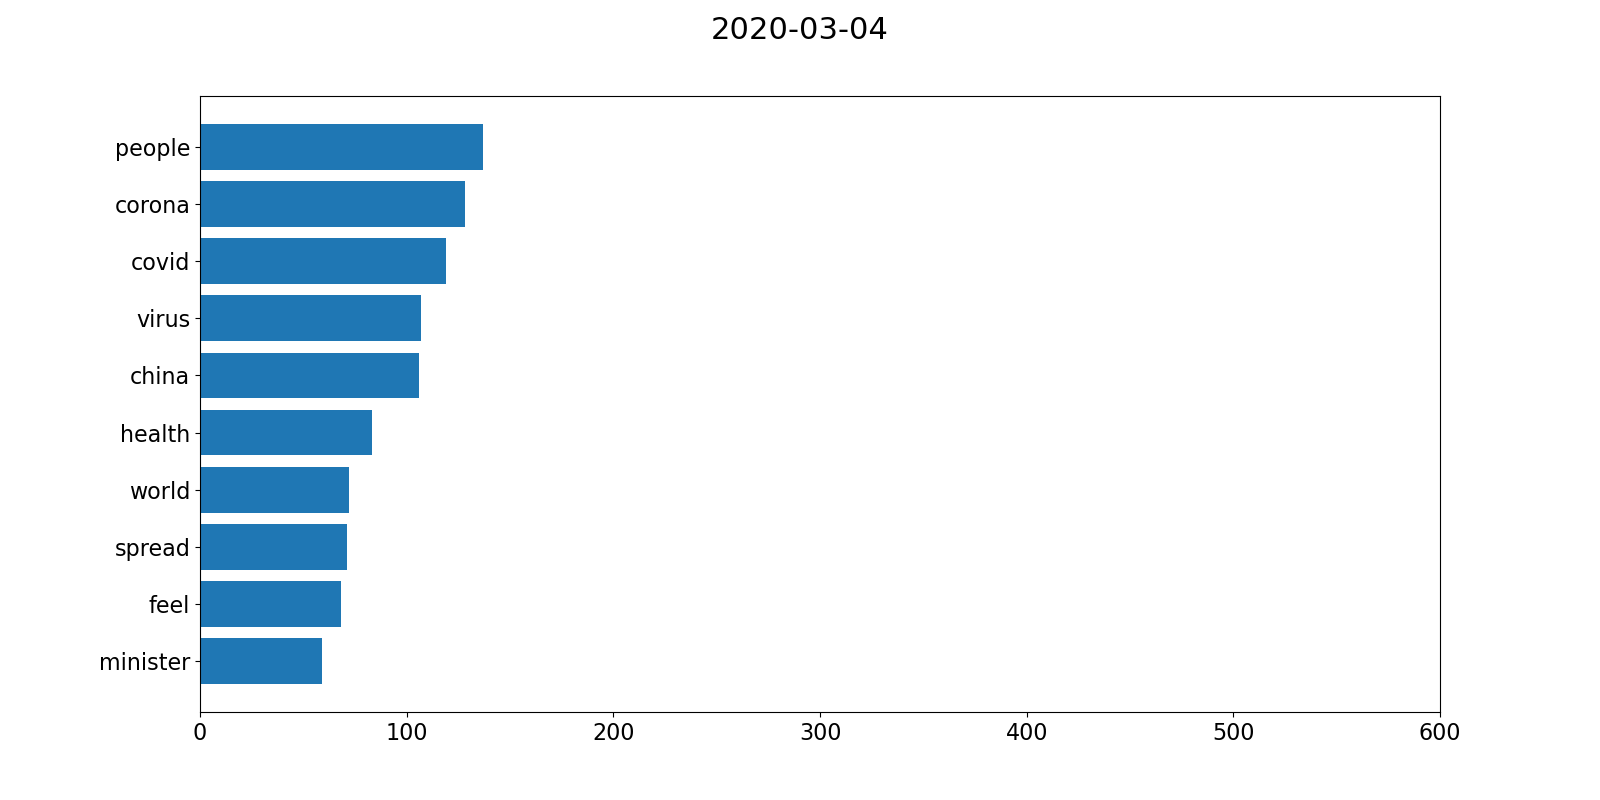 2020-03-04
people
corona
covid
virus
china
health
world
spread
feel
minister
0 100 200 300 400 500 600